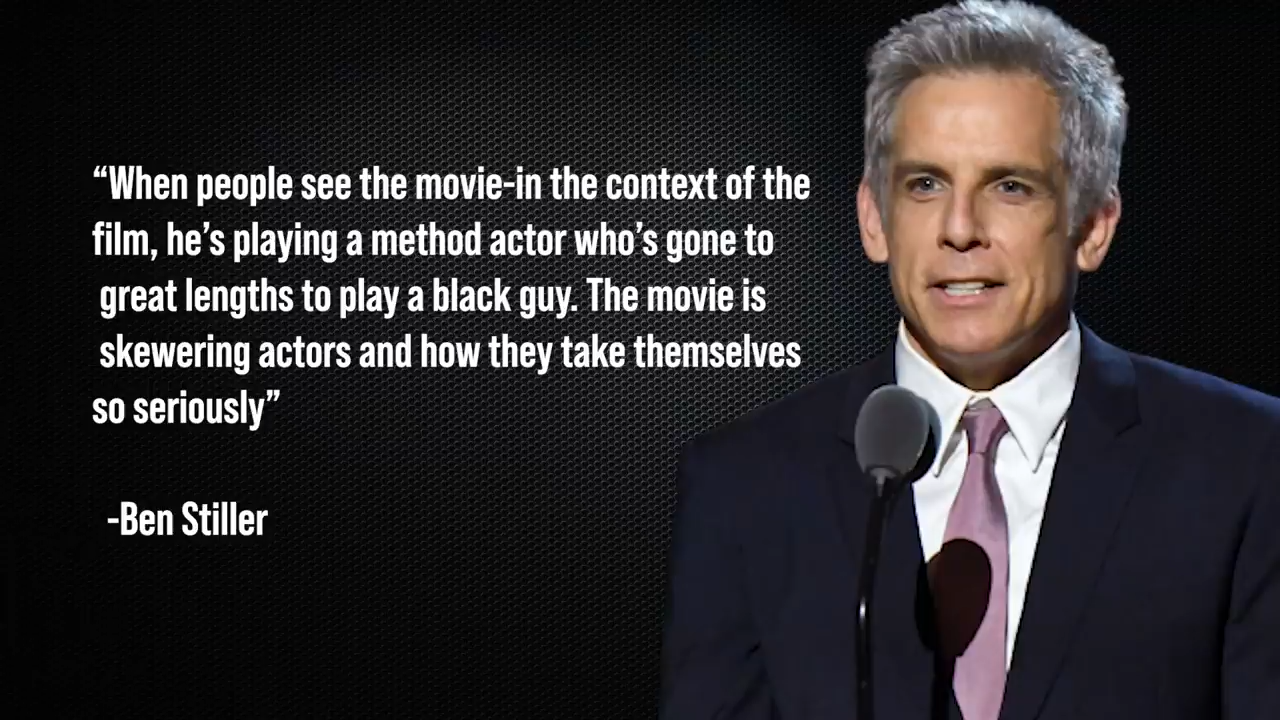 “When people see the movie-in the context of the
film, he’s playing a method actor who’s gone to
great lengths to play a black guy. The movie is
skewering actors and how they take themselves
so seriously”
-Ben Stiller